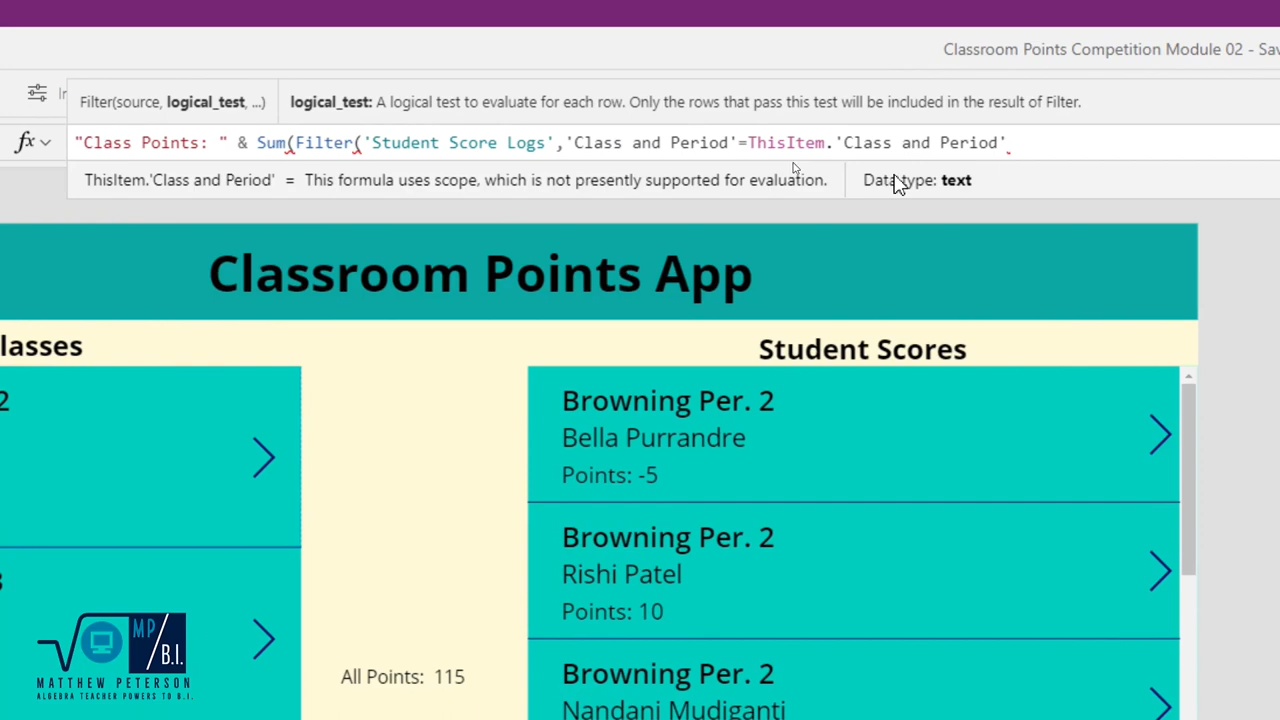 Classroom Points Competition Module 02 - Sav
In
Filter(source, logical_test, ...)
logical_test: A logical test to evaluate for each row. Only the rows that pass this test will be included in the result of Filter.
fx
"Class Points: " & Sum(Filter('Student Score Logs','Class and Period'=ThisItem.'Class and Period'
ThisItem.'Class and Period' = This formula uses scope, which is not presently supported for evaluation.
Data type: text
Classroom Points App
lasses
Student Scores
2
Browning Per. 2
Bella Purrandre
Points: -5
Browning Per. 2
Rishi Patel
Points: 10
3
Browning Per. 2
Nandani Mudiganti
All Points: 115
MP
B.I.
MATTHEW PETERSON
ALGEBRA TEACHER POWERS TO B.I.